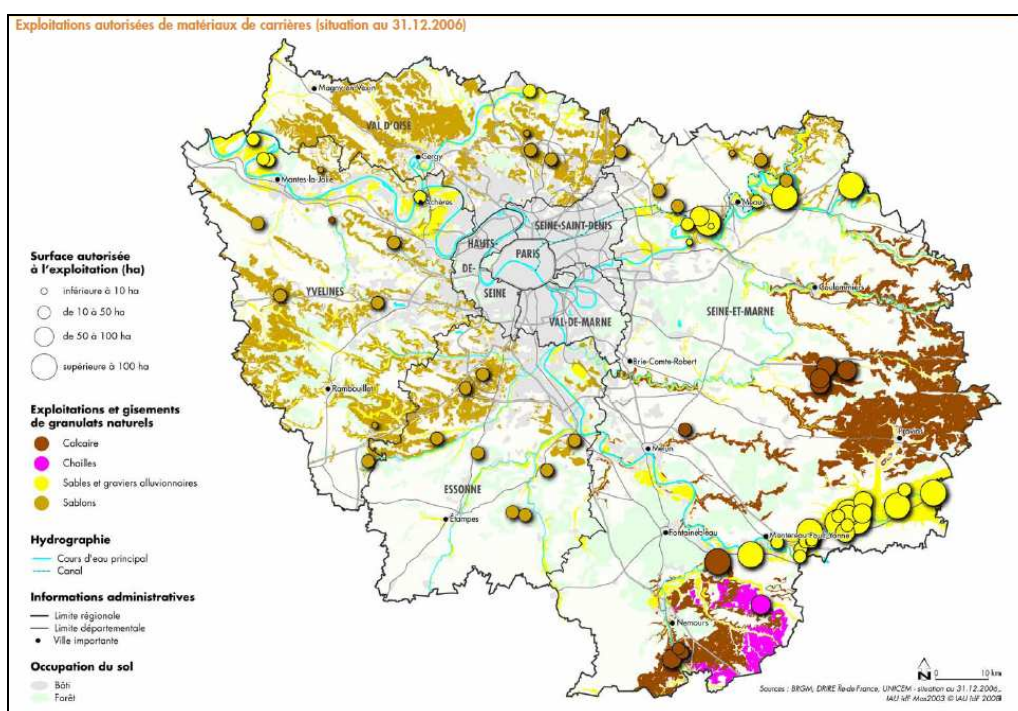 Exploitations autorisées de matériaux de carrières (situation au 31.12.2006)
Magny-en-Vexin
VAL D'OISE
Cergy
Mantes-la-Jolie
Achères
Meaux
SEINE-SAINT-DENIS
HAUTS-
PARIS
DE-
SEINE
YVELINES
VAL-DE-MARNE
SEINE-ET-MARNE
Coulommiers
Brie-Comte-Robert
Rambouillet
Provins
Melun
ESSONNE
Etampes
Fontainebleau
Montereau-Fault-Yonne
Nemours
Surface autorisée
à l'exploitation (ha)
inférieure à 10 ha
de 10 à 50 ha
de 50 à 100 ha
supérieure à 100 ha
Exploitations et gisements
de granulats naturels
Calcaire
Chailles
Sables et graviers alluvionnaires
Sablons
Hydrographie
Cours d'eau principal
Canal
Informations administratives
Limite régionale
Limite départementale
Ville importante
Occupation du sol
Bâti
Forêt
N
0 10 km
Sources : BRGM, DRIRE Île-de-France, UNICEM - situation au 31.12.2006,
IAU îdF Mos2003 © IAU îdF 2008